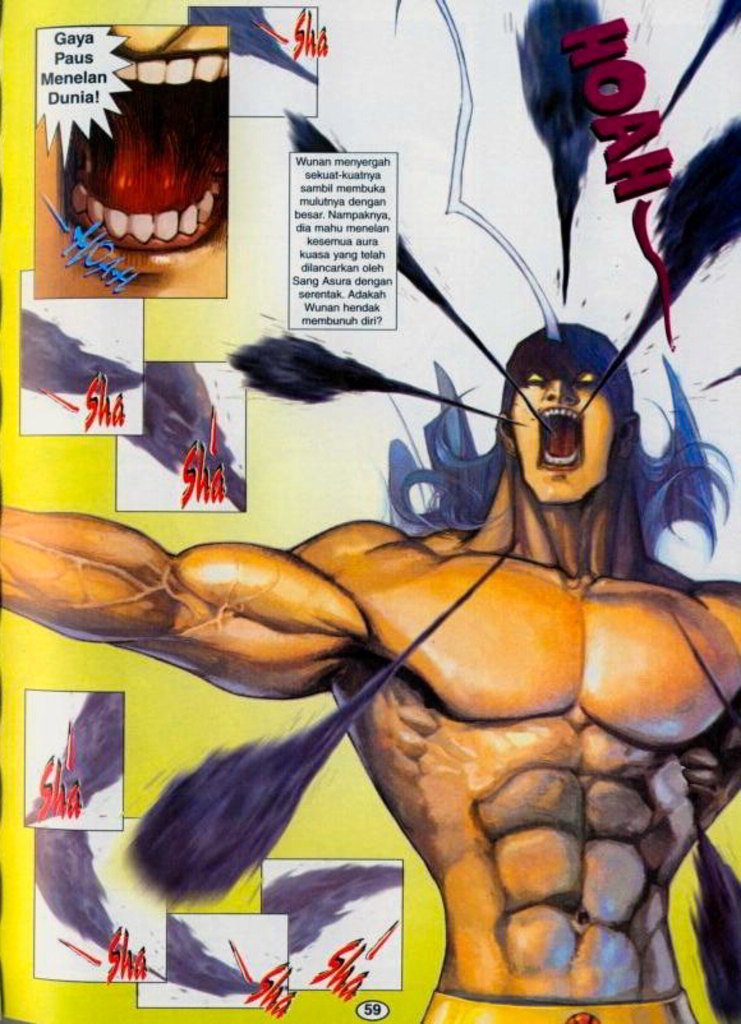 Gaya
Paus
Menelan
Dunia!
Sha
HOAH
Wunan menyergah
sekuat-kuatnya
sambil membuka
mulutnya dengan
besar. Nampaknya,
dia mahu menelan
kesemua aura
kuasa yang telah
dilancarkan oleh
Sang Asura dengan
serentak. Adakah
Wunan hendak
membunuh diri?
HOAH
Sha
Sha
Sha
Sha
Sha
Sha
59